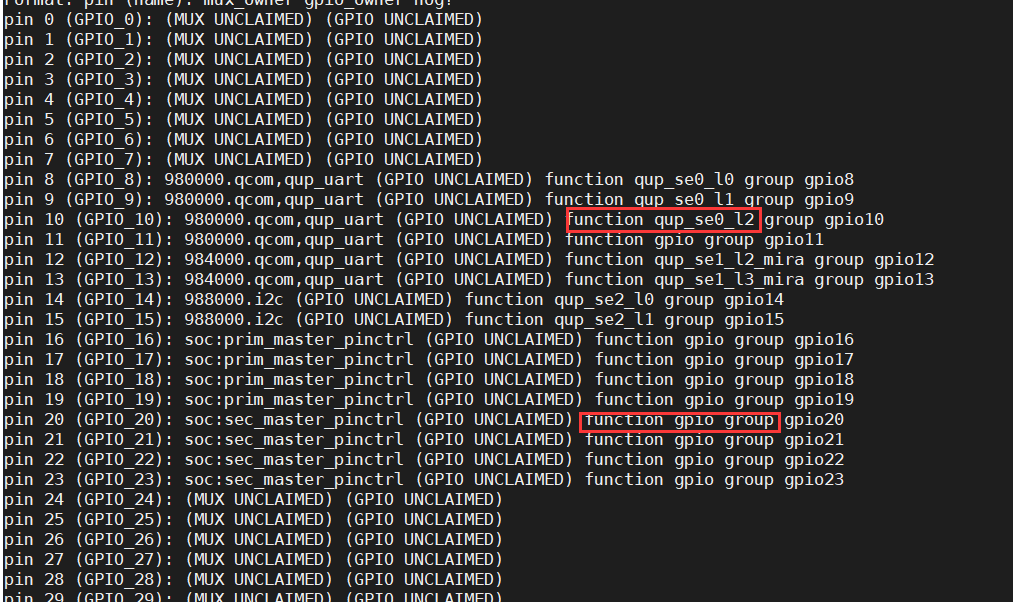 Format: pin (name): mux_owner gpio_owner hog?
pin 0 (GPIO_0): (MUX UNCLAIMED) (GPIO UNCLAIMED)
pin 1 (GPIO_1): (MUX UNCLAIMED) (GPIO UNCLAIMED)
pin 2 (GPIO_2): (MUX UNCLAIMED) (GPIO UNCLAIMED)
pin 3 (GPIO_3): (MUX UNCLAIMED) (GPIO UNCLAIMED)
pin 4 (GPIO_4): (MUX UNCLAIMED) (GPIO UNCLAIMED)
pin 5 (GPIO_5): (MUX UNCLAIMED) (GPIO UNCLAIMED)
pin 6 (GPIO_6): (MUX UNCLAIMED) (GPIO UNCLAIMED)
pin 7 (GPIO_7): (MUX UNCLAIMED) (GPIO UNCLAIMED)
pin 8 (GPIO_8): 980000.qcom,qup_uart (GPIO UNCLAIMED) function qup_se0_l0 group gpio8
pin 9 (GPIO_9): 980000.qcom,qup_uart (GPIO UNCLAIMED) function qup_se0_l1 group gpio9
pin 10 (GPIO_10): 980000.qcom,qup_uart (GPIO UNCLAIMED) function qup_se0_l2 group gpio10
pin 11 (GPIO_11): 980000.qcom,qup_uart (GPIO UNCLAIMED) function gpio group gpio11
pin 12 (GPIO_12): 984000.qcom,qup_uart (GPIO UNCLAIMED) function qup_se1_l2_mira group gpio12
pin 13 (GPIO_13): 984000.qcom,qup_uart (GPIO UNCLAIMED) function qup_se1_l3_mira group gpio13
pin 14 (GPIO_14): 988000.i2c (GPIO UNCLAIMED) function qup_se2_l0 group gpio14
pin 15 (GPIO_15): 988000.i2c (GPIO UNCLAIMED) function qup_se2_l1 group gpio15
pin 16 (GPIO_16): soc:prim_master_pinctrl (GPIO UNCLAIMED) function gpio group gpio16
pin 17 (GPIO_17): soc:prim_master_pinctrl (GPIO UNCLAIMED) function gpio group gpio17
pin 18 (GPIO_18): soc:prim_master_pinctrl (GPIO UNCLAIMED) function gpio group gpio18
pin 19 (GPIO_19): soc:prim_master_pinctrl (GPIO UNCLAIMED) function gpio group gpio19
pin 20 (GPIO_20): soc:sec_master_pinctrl (GPIO UNCLAIMED) function gpio group gpio20
pin 21 (GPIO_21): soc:sec_master_pinctrl (GPIO UNCLAIMED) function gpio group gpio21
pin 22 (GPIO_22): soc:sec_master_pinctrl (GPIO UNCLAIMED) function gpio group gpio22
pin 23 (GPIO_23): soc:sec_master_pinctrl (GPIO UNCLAIMED) function gpio group gpio23
pin 24 (GPIO_24): (MUX UNCLAIMED) (GPIO UNCLAIMED)
pin 25 (GPIO_25): (MUX UNCLAIMED) (GPIO UNCLAIMED)
pin 26 (GPIO_26): (MUX UNCLAIMED) (GPIO UNCLAIMED)
pin 27 (GPIO_27): (MUX UNCLAIMED) (GPIO UNCLAIMED)
pin 28 (GPIO_28): (MUX UNCLAIMED) (GPIO UNCLAIMED)
pin 29 (GPIO_29): (MUX UNCLAIMED) (GPIO UNCLAIMED)